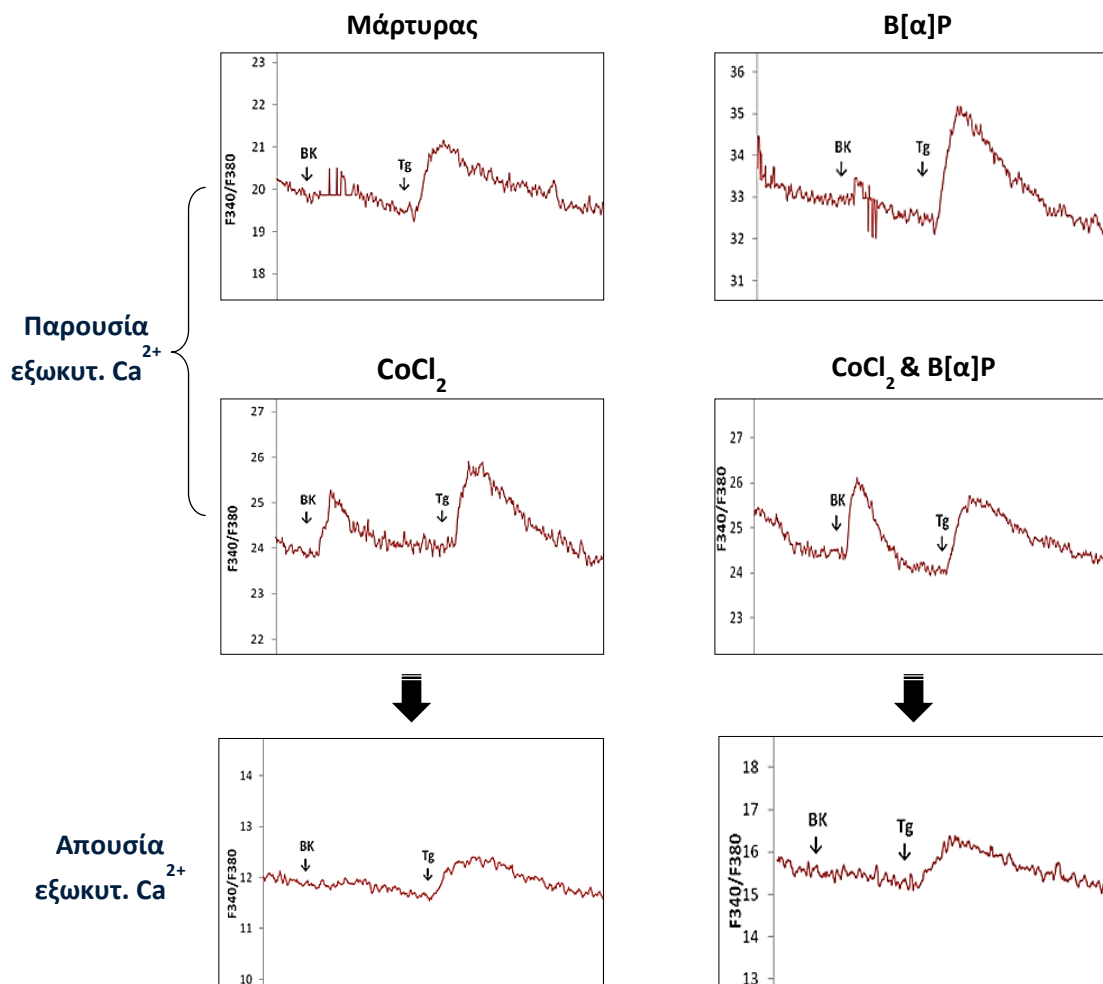 Μάρτυρας
23
22
21
20
19
18
F340/F380
BK
Tg
Β[α]Ρ
36
35
34
33
32
31
BK
Tg
Παρουσία
εξωκυτ. Ca2+
CoCl2
27
26
25
24
23
22
F340/F380
BK
Tg
CoCl2 & Β[α]Ρ
27
26
25
24
23
F340/F380
BK
Tg
Απουσία
εξωκυτ. Ca2+
14
13
12
11
10
F340/F380
BK
Tg
18
17
16
15
14
13
F340/F380
BK
Tg